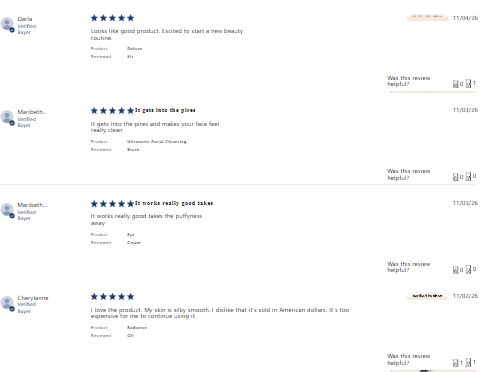 Darla
11/04/26
Verified
Buyer
Looks like good product. Excited to start a new beauty
routine.
Product Deluxe
Reviewed Kit
Was this review
helpful? 0 1
Maribeth...
It gets into the pires
11/03/26
Verified
Buyer
It gets into the pires and makes your face feel
really clean
Product Ultrasonic Facial Cleansing
Reviewed Brush
Was this review
helpful? 0 0
Maribeth...
It works really good takes
11/03/26
Verified
Buyer
It works really good takes the puffyness
away
Product Eye
Reviewed Cream
Was this review
helpful? 0 0
Cherylanne
11/02/26
Verified
Buyer
I love the product. My skin is silky smooth. I dislike that it's sold in American dollars. It's too
expensive for me to continue using it.
Product Radiance
Reviewed Oil
Was this review
helpful? 1 1